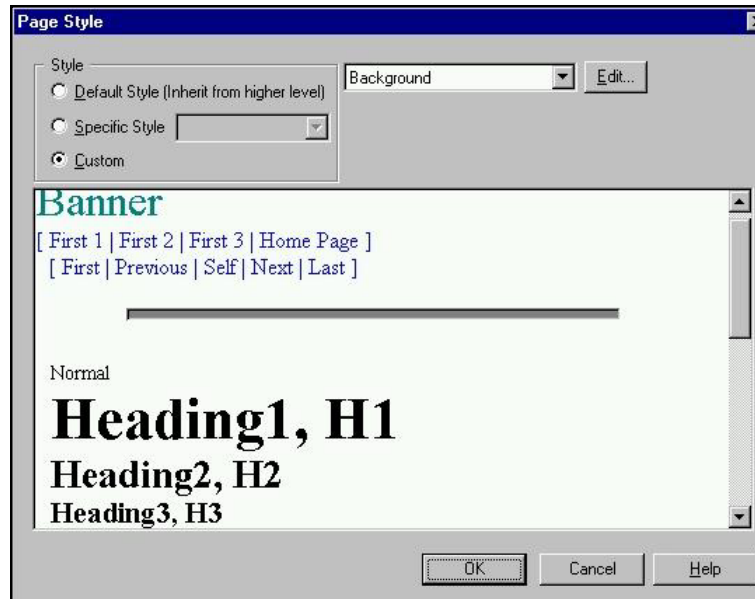 Page Style
Style
Default Style (Inherit from higher level)
Specific Style
Custom
Background
Edit...
Banner
[ First 1 | First 2 | First 3 | Home Page ]
[ First | Previous | Self | Next | Last ]
Normal
Heading1, H1
Heading2, H2
Heading3, H3
OK
Cancel
Help